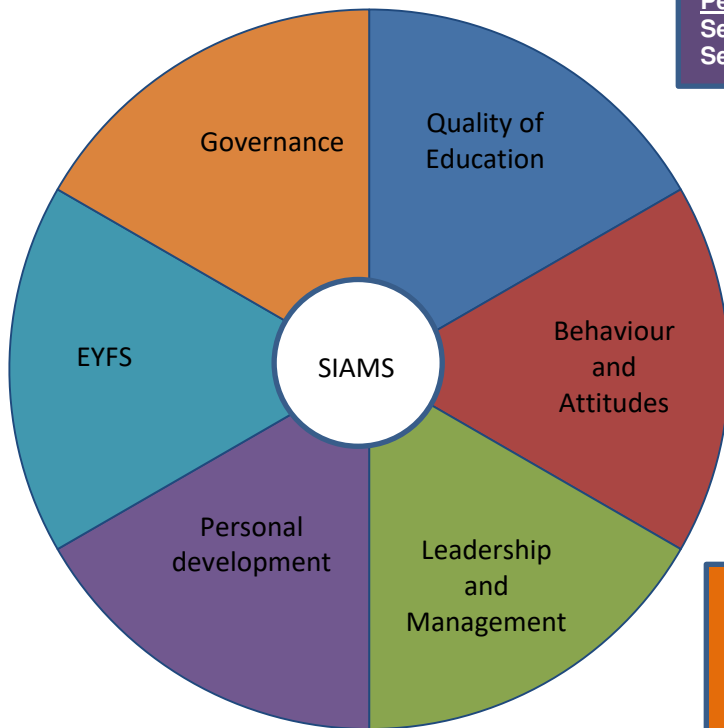 Governance
Quality of
Education
Behaviour
and
Attitudes
EYFS
SIAMS
Personal
development
Leadership
and
Management